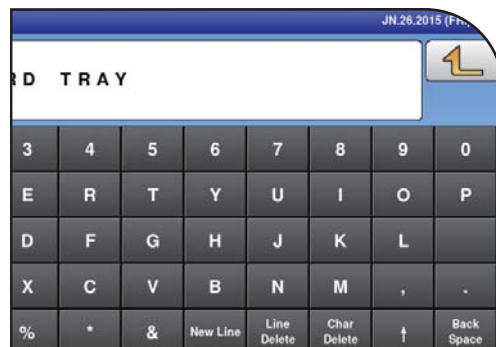 JN.26.2015 (FRI.)
RD TRAY
3 4 5 6 7 8 9 0
E R T Y U I O P
D F G H J K L
X C V B N M , .
% * & New Line Line Delete Char Delete ↑ Back Space